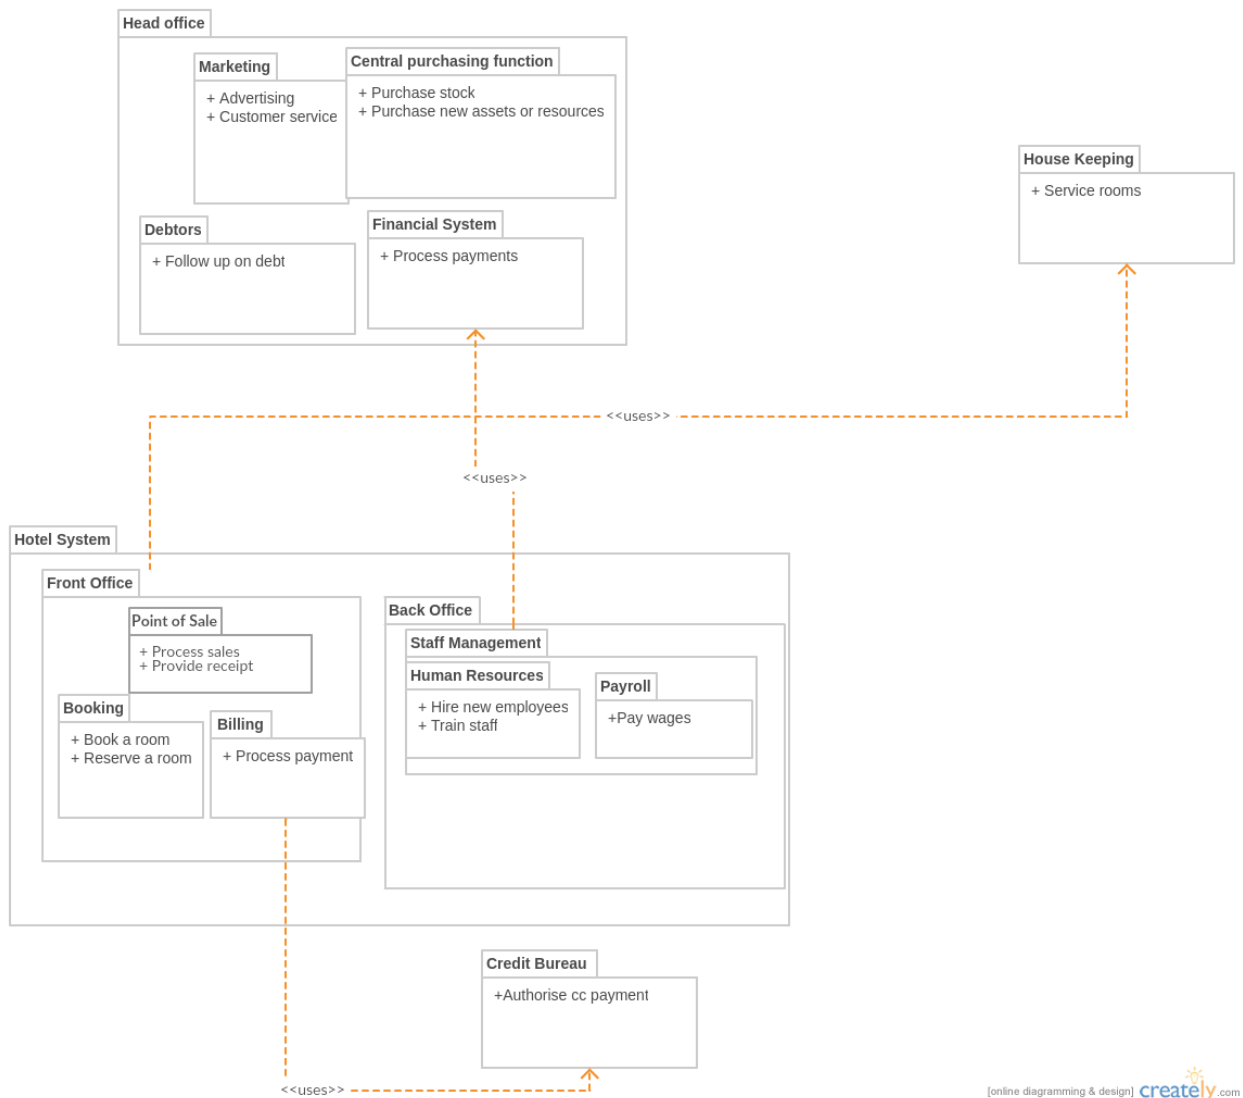 Head office
Marketing
+ Advertising
+ Customer service
Central purchasing function
+ Purchase stock
+ Purchase new assets or resources
House Keeping
+ Service rooms
Debtors
+ Follow up on debt
Financial System
+ Process payments
<<uses>>
<<uses>>
Hotel System
Front Office
Point of Sale
+ Process sales
+ Provide receipt
Booking
+ Book a room
+ Reserve a room
Billing
+ Process payment
Back Office
Staff Management
Human Resources
+ Hire new employees
+ Train staff
Payroll
+Pay wages
Credit Bureau
+Authorise cc payment
<<uses>>
[online diagramming & design] creately.com